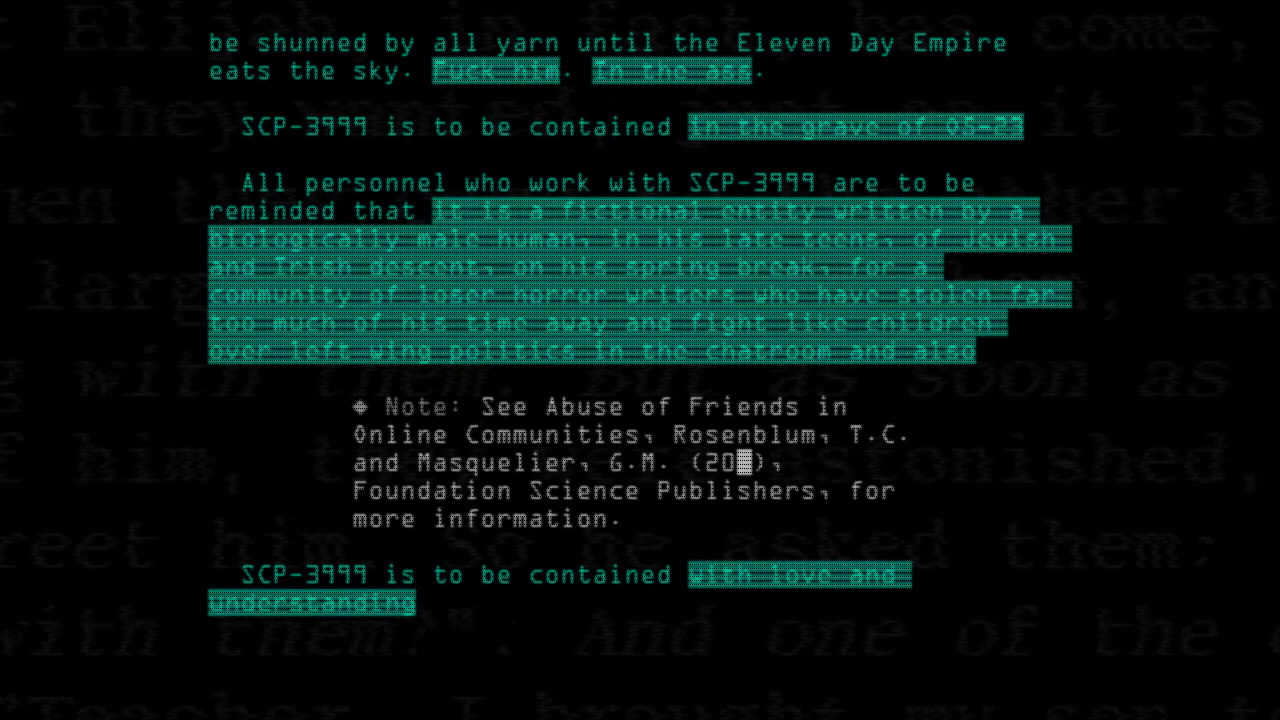 be shunned by all yarn until the Eleven Day Empire
eats the sky. Fuck him. In the ass.
SCP-3999 is to be contained in the grave of O5-23
All personnel who work with SCP-3999 are to be
reminded that it is a fictional entity written by a
biologically male human, in his late teens, of Jewish
and Irish descent, on his spring break, for a
community of loser horror writers who have stolen far
too much of his time away and fight like children
over left wing politics in the chatroom and also
◆ Note: See Abuse of Friends in
Online Communities, Rosenblum, T.C.
and Masquelier, G.M. (20█),
Foundation Science Publishers, for
more information.
SCP-3999 is to be contained with love and
understanding